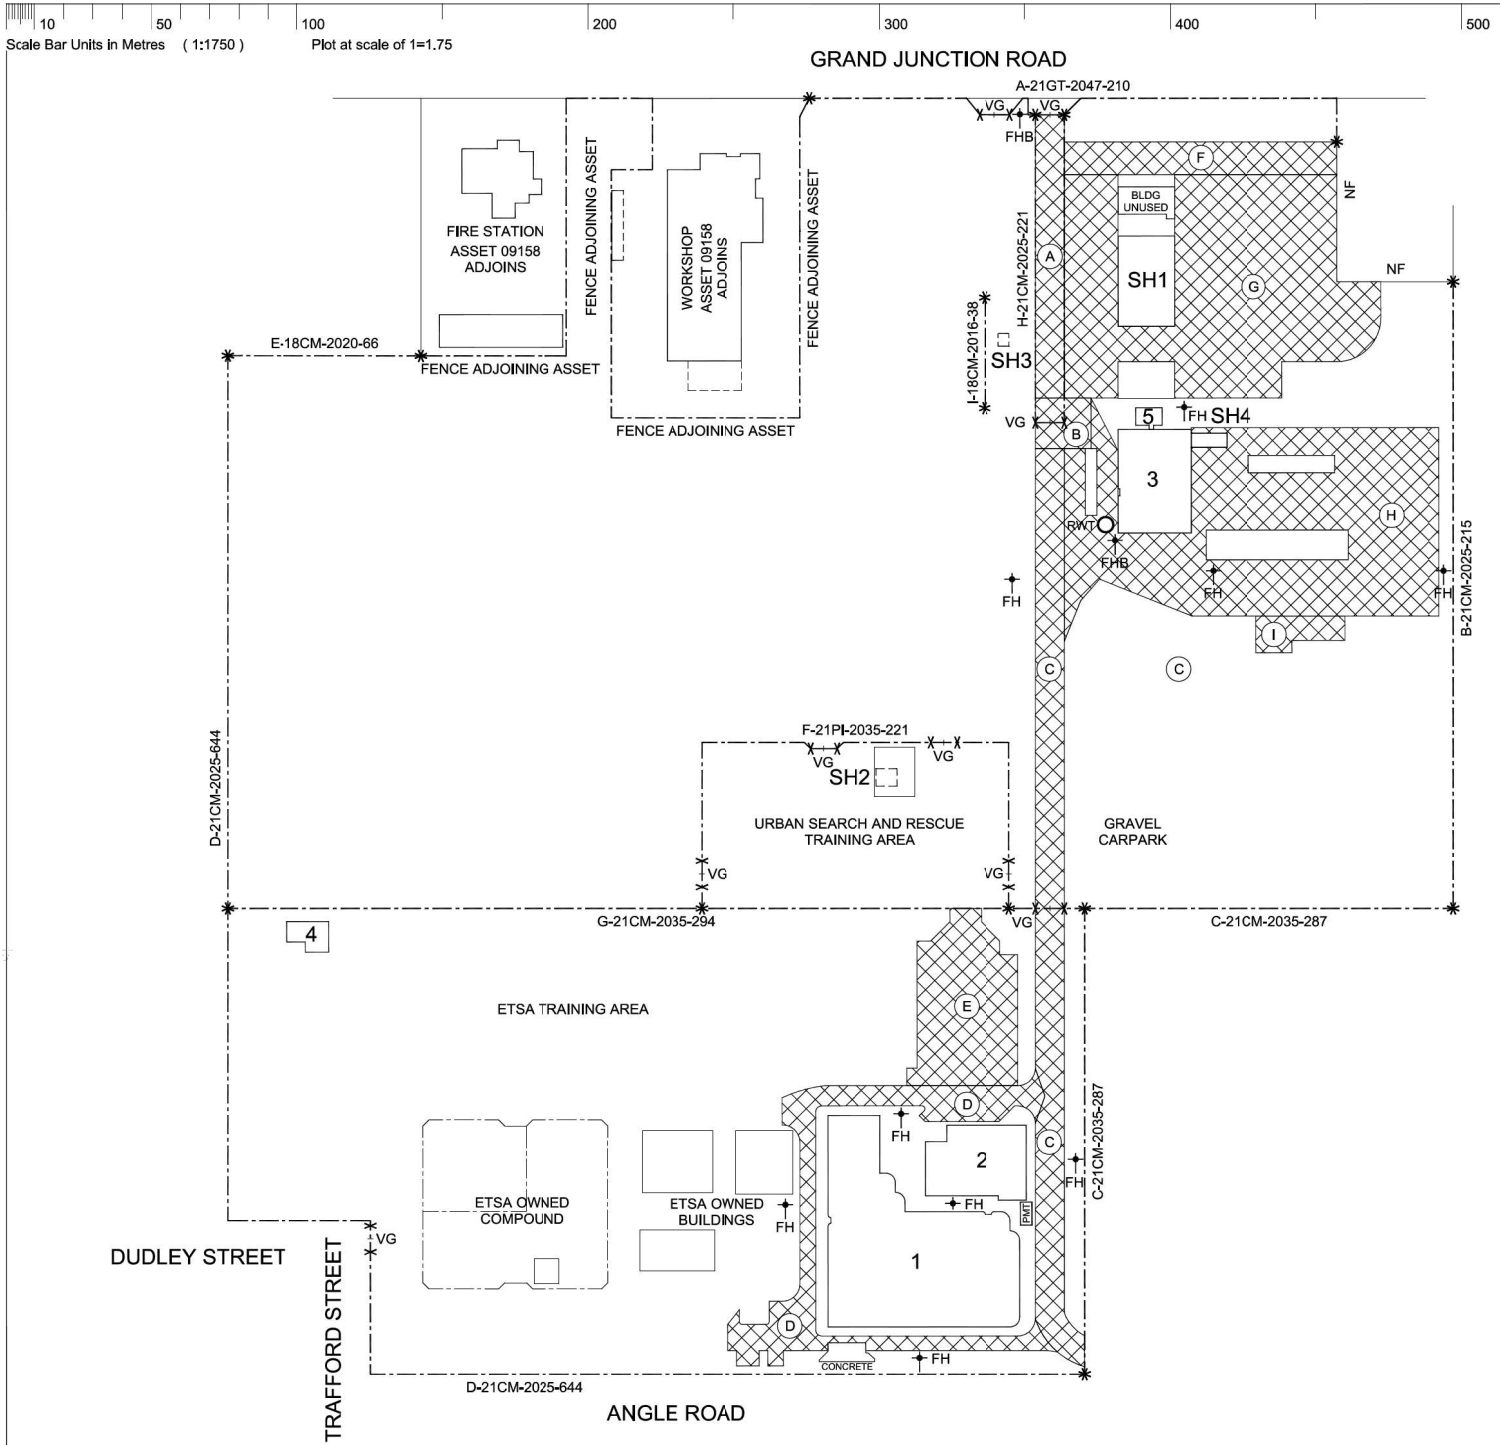 10
50
100
200
300
400
500
Scale Bar Units in Metres ( 1:1750 )
Plot at scale of 1=1.75
GRAND JUNCTION ROAD
A-21GT-2047-210
VG
VG
FHB
F
NF
BLDG
UNUSED
FIRE STATION
ASSET 09158
ADJOINS
FENCE ADJOINING ASSET
WORKSHOP
ASSET 09158
ADJOINS
FENCE ADJOINING ASSET
H-21CM-2025-221
A
SH1
G
NF
I-18CM-2016-38
SH3
E-18CM-2020-66
FENCE ADJOINING ASSET
FENCE ADJOINING ASSET
VG
B
5
FH
SH4
3
H
RWT
FHB
FH
FH
FH
B-21CM-2025-215
I
C
C
D-21CM-2025-644
F-21PI-2035-221
VG
VG
SH2
URBAN SEARCH AND RESCUE
TRAINING AREA
GRAVEL
CARPARK
VG
VG
G-21CM-2035-294
VG
C-21CM-2035-287
4
ETSA TRAINING AREA
E
D
C-21CM-2035-287
FH
C
2
FH
ETSA OWNED
COMPOUND
ETSA OWNED
BUILDINGS
FH
FH
PMT
VG
DUDLEY STREET
TRAFFORD STREET
1
D
CONCRETE
FH
D-21CM-2025-644
ANGLE ROAD